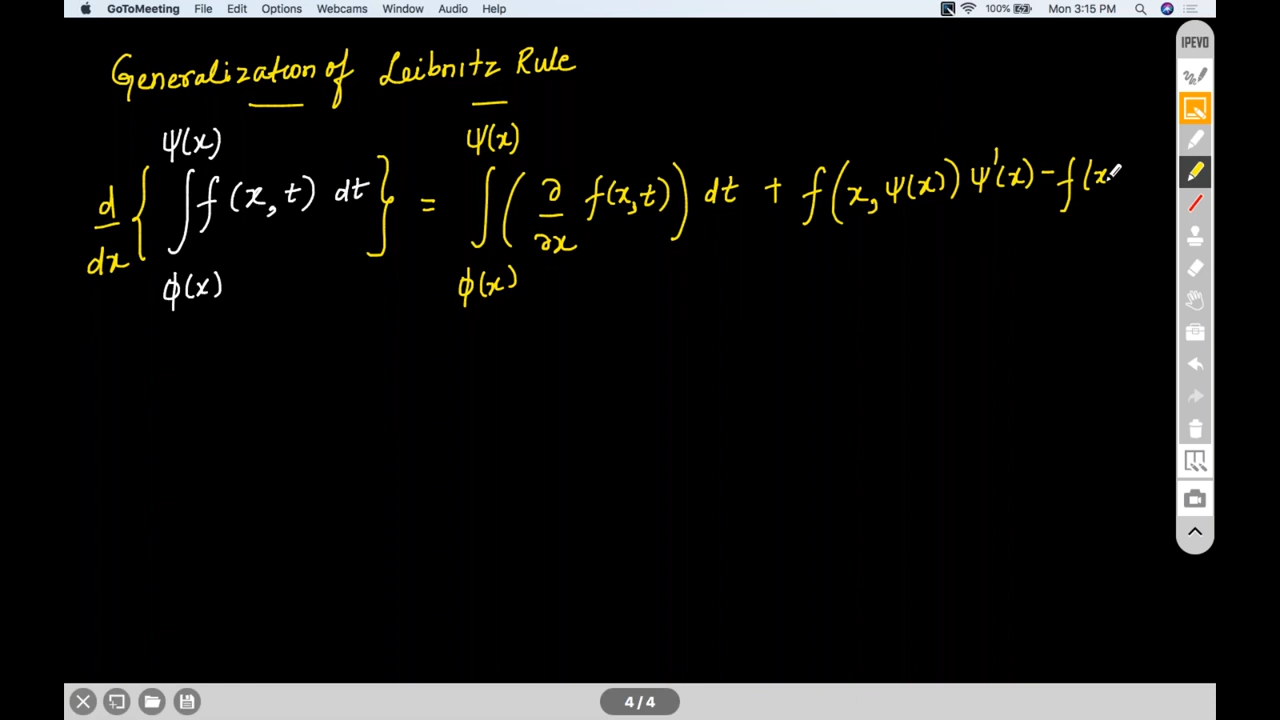 GoToMeeting File Edit Options Webcams Window Audio Help 100% Mon 3:15 PM
IPEVO
Generalization of Leibnitz Rule
d/dx { ∫_{ϕ(x)}^{ψ(x)} f(x, t) dt } = ∫_{ϕ(x)}^{ψ(x)} ( ∂/∂x f(x, t) ) dt + f(x, ψ(x)) ψ'(x) - f(x
4/4